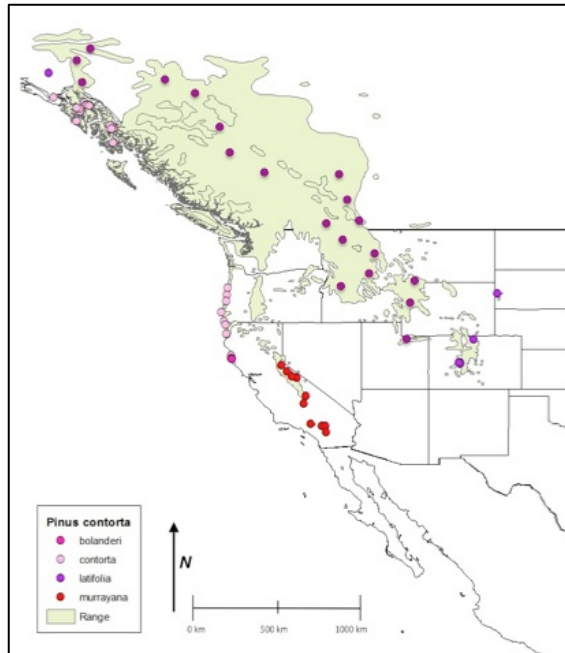 Pinus contorta
bolanderi
contorta
latifolia
murrayana
Range
N
0 km 500 km 1000 km